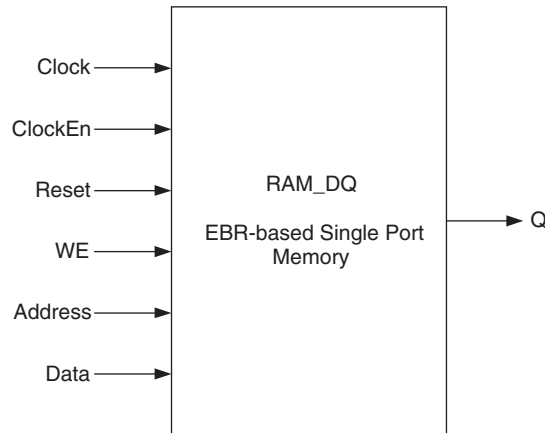 Clock
ClockEn
Reset
WE
Address
Data
RAM_DQ
EBR-based Single Port
Memory
Q